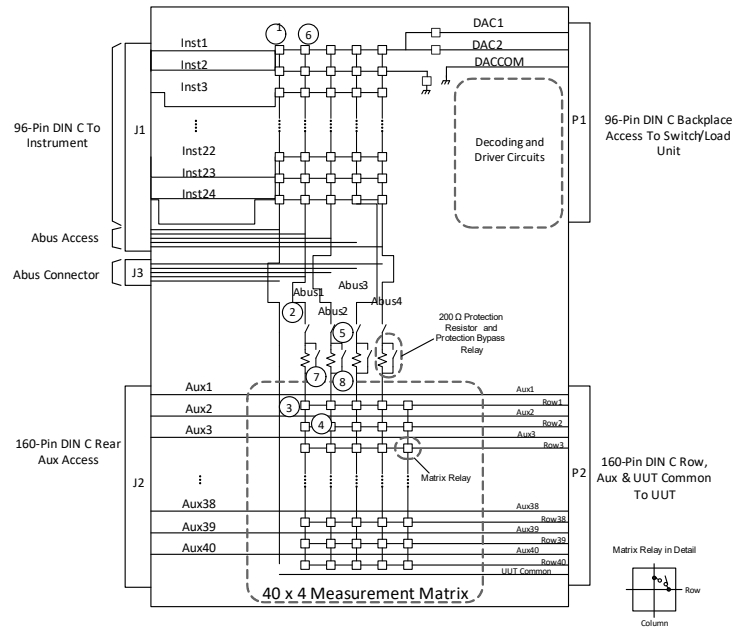 DAC1
1
6
Inst1
DAC2
Inst2
DACCOM
Inst3
P1
96-Pin DIN C To
Instrument
J1
Decoding and
Driver Circuits
96-Pin DIN C Backplace
Access To Switch/Load
Unit
Inst22
Inst23
Inst24
Abus Access
Abus Connector
J3
Abus1
Abus3
Abus2
Abus4
2
5
200 Ω Protection
Resistor and
Protection Bypass
Relay
7
8
Aux1
Aux1
3
Row1
Aux2
Aux2
4
Row2
Aux3
Aux3
Row3
160-Pin DIN C Rear
Aux Access
J2
Matrix Relay
P2
160-Pin DIN C Row,
Aux & UUT Common
To UUT
Aux38
Aux38
Row38
Aux39
Aux39
Row39
Aux40
Aux40
Row40
UUT Common
40 x 4 Measurement Matrix
Matrix Relay in Detail
Row
Column